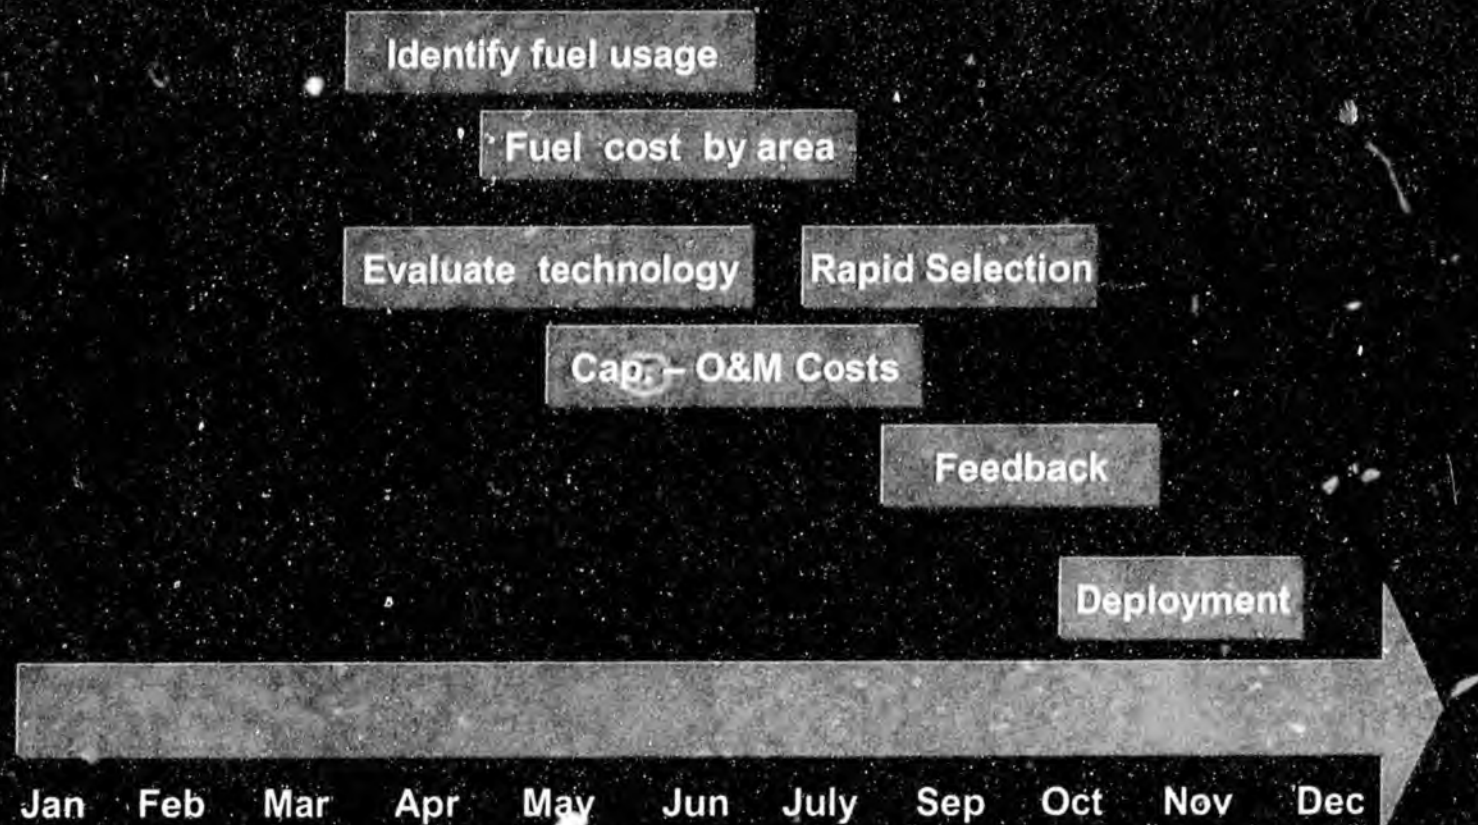 Identify fuel usage
Fuel cost by area
Evaluate technology
Rapid Selection
Cap. – O&M Costs
Feedback
Deployment
Jan Feb Mar Apr May Jun July Sep Oct Nov Dec